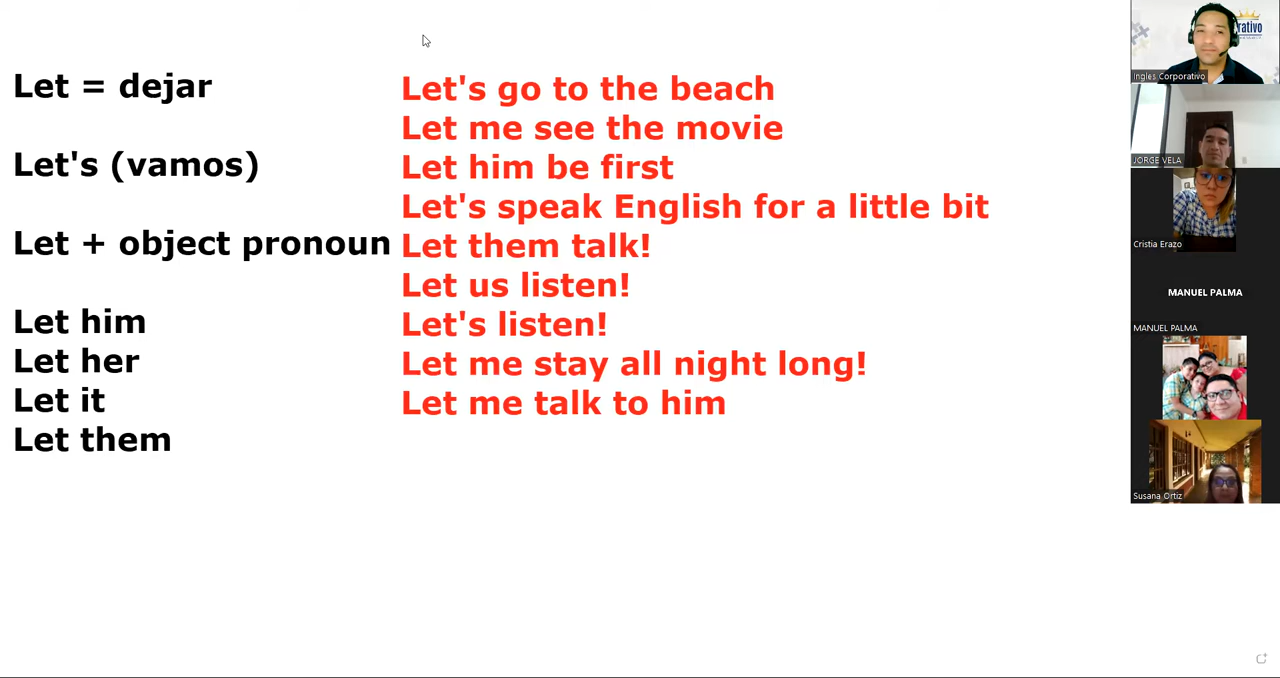 Let = dejar
Let's (vamos)
Let + object pronoun
Let him
Let her
Let it
Let them
Let's go to the beach
Let me see the movie
Let him be first
Let's speak English for a little bit
Let them talk!
Let us listen!
Let's listen!
Let me stay all night long!
Let me talk to him
rativo
Ingles Corporativo
JORGE VELA
Cristia Erazo
MANUEL PALMA
MANUEL PALMA
Susana Ortiz